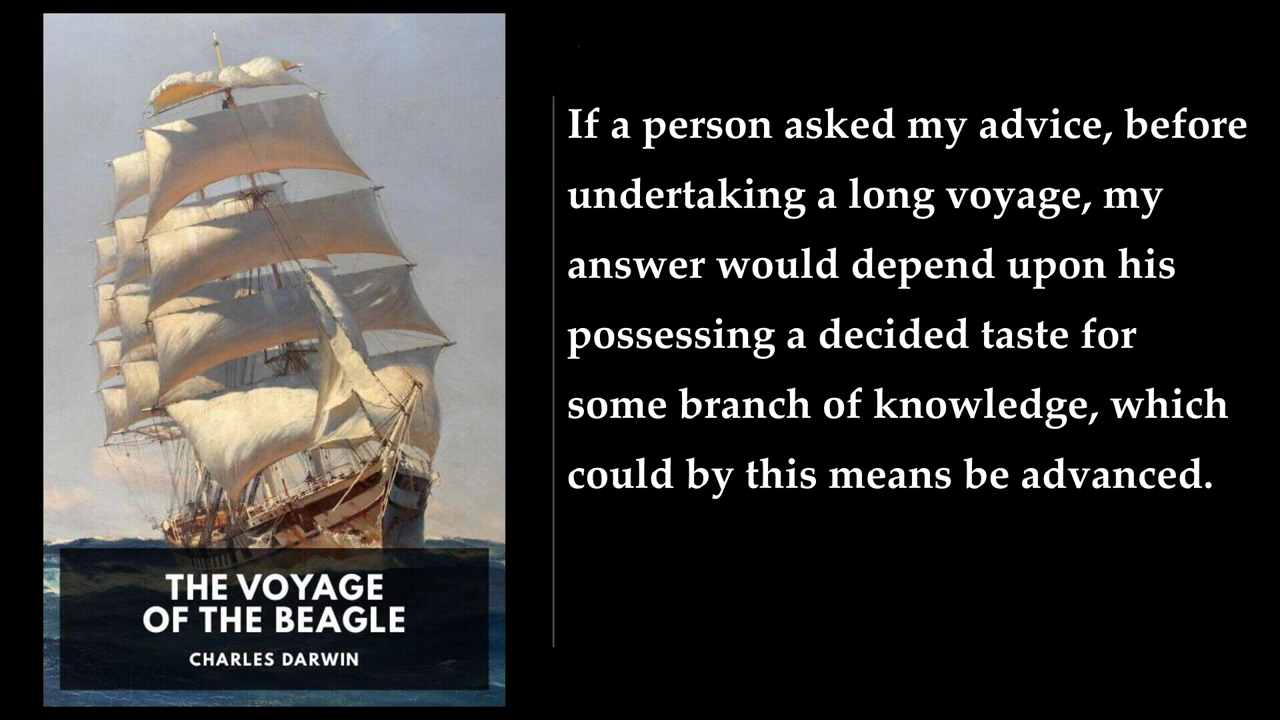 THE VOYAGE
OF THE BEAGLE
CHARLES DARWIN
If a person asked my advice, before
undertaking a long voyage, my
answer would depend upon his
possessing a decided taste for
some branch of knowledge, which
could by this means be advanced.